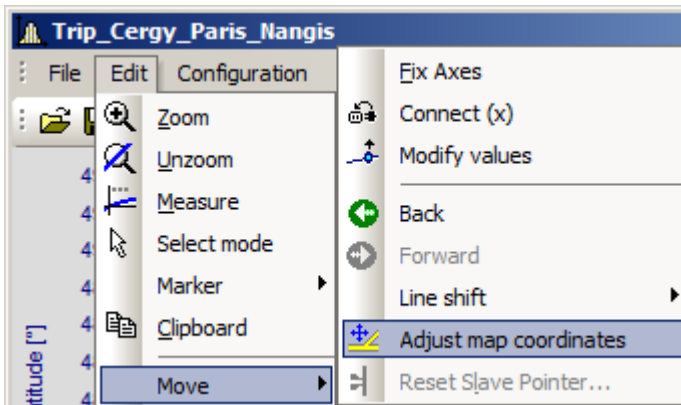 Trip_Cergy_Paris_Nangis
File Edit Configuration
Zoom
Unzoom
Measure
Select mode
Marker
Clipboard
Move
Fix Axes
Connect (x)
Modify values
Back
Forward
Line shift
Adjust map coordinates
Reset Slave Pointer...
titude [°]